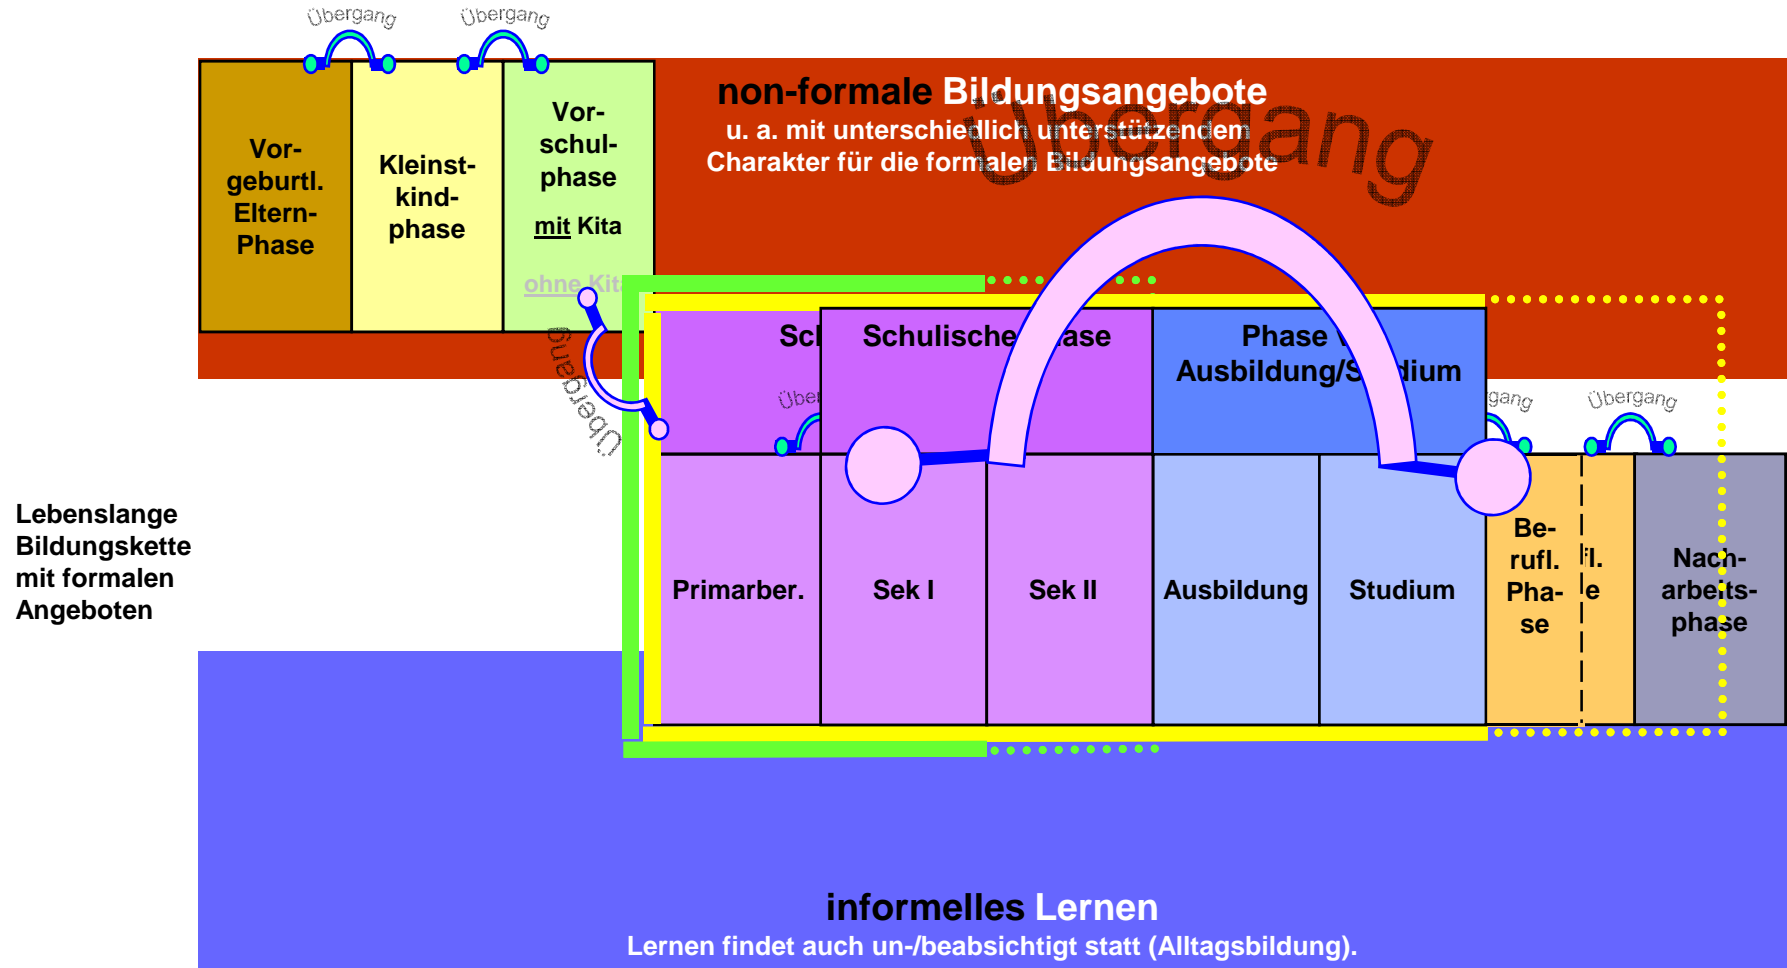 Übergang
Übergang
non-formale Bildungsangebote
u. a. mit unterschiedlich unterstützendem
Charakter für die formalen Bildungsangebote
Übergang
Vor-
geburtl.
Eltern-
Phase
Kleinst-
kind-
phase
Vor-
schul-
phase
mit Kita
ohne Kita
Übergang
Schulische Phase
Phase
Ausbildung/Studium
Übergang
Lebenslange
Bildungskette
mit formalen
Angeboten
Primarber.
Sek I
Sek II
Ausbildung
Studium
Be-
rufl.
Pha-
se
Nach-
arbeits-
phase
informelles Lernen
Lernen findet auch un-/beabsichtigt statt (Alltagsbildung).